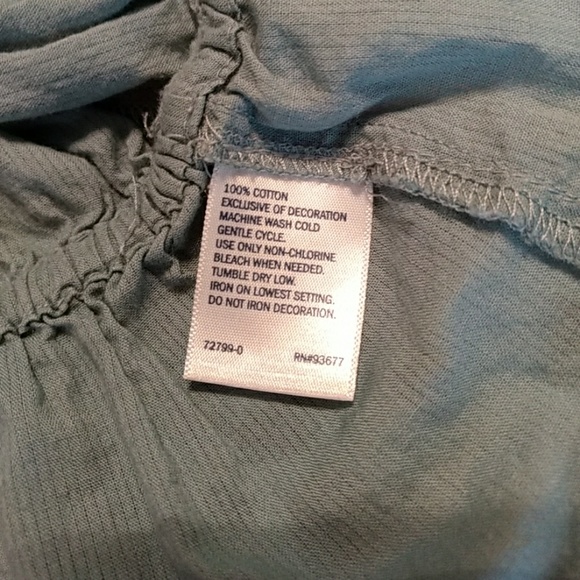 100% COTTON
EXCLUSIVE OF DECORATION
MACHINE WASH COLD
GENTLE CYCLE.
USE ONLY NON-CHLORINE
BLEACH WHEN NEEDED.
TUMBLE DRY LOW.
IRON ON LOWEST SETTING.
DO NOT IRON DECORATION.
72799-0 RN#93677